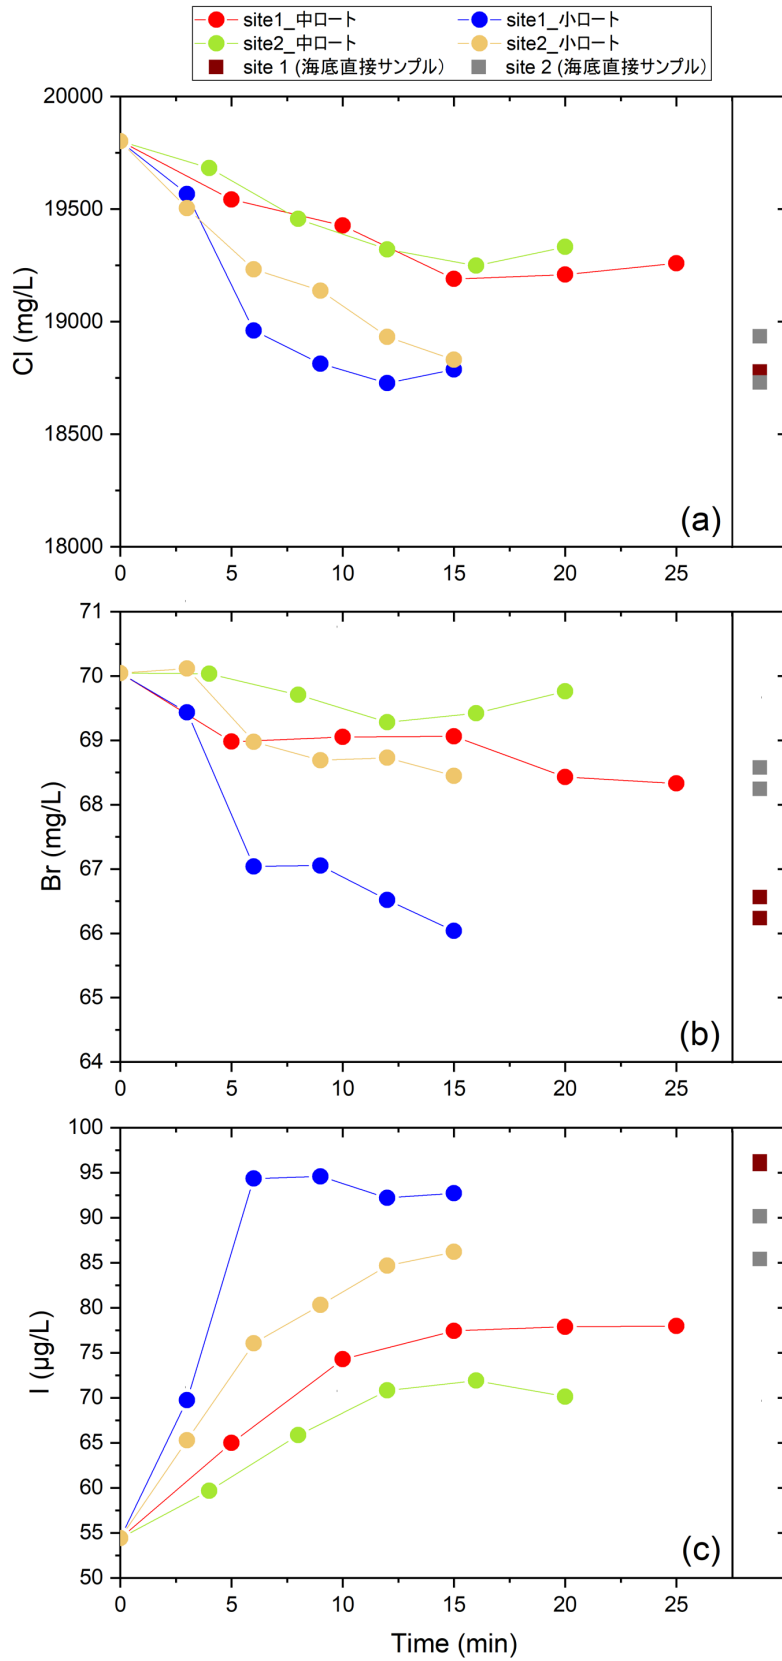 site1_中ロート
site1_小ロート
site2_中ロート
site2_小ロート
site 1 (海底直接サンプル)
site 2 (海底直接サンプル)
20000
19500
19000
18500
18000
Cl (mg/L)
(a)
0 5 10 15 20 25
71
70
69
68
67
66
65
64
Br (mg/L)
(b)
0 5 10 15 20 25
100
95
90
85
80
75
70
65
60
55
50
I (μg/L)
(c)
0 5 10 15 20 25
Time (min)